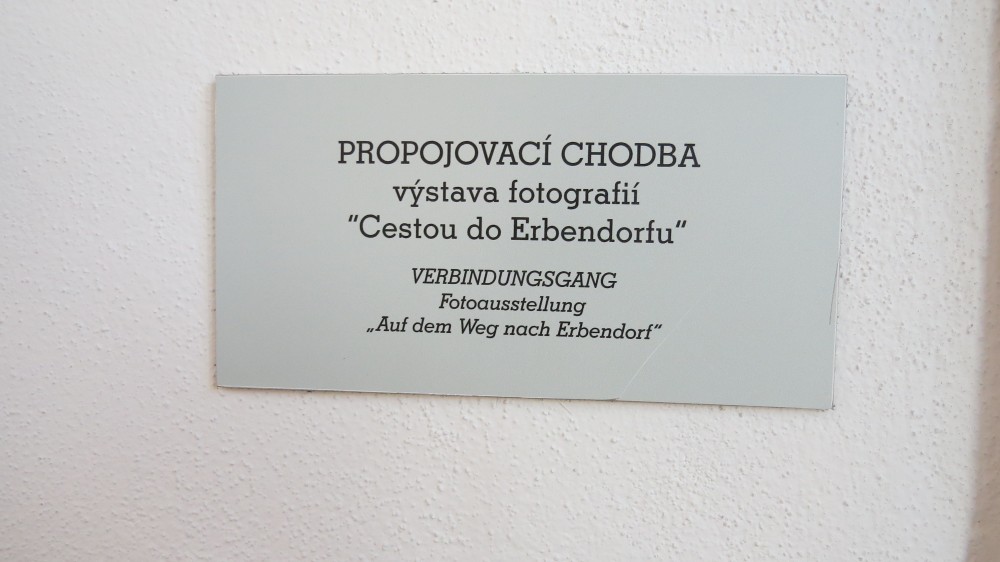 PROPOJOVACÍ CHODBA
výstava fotografií
"Cestou do Erbendorfu“
VERBINDUNGSGANG
Fotoausstellung
„Auf dem Weg nach Erbendorf“